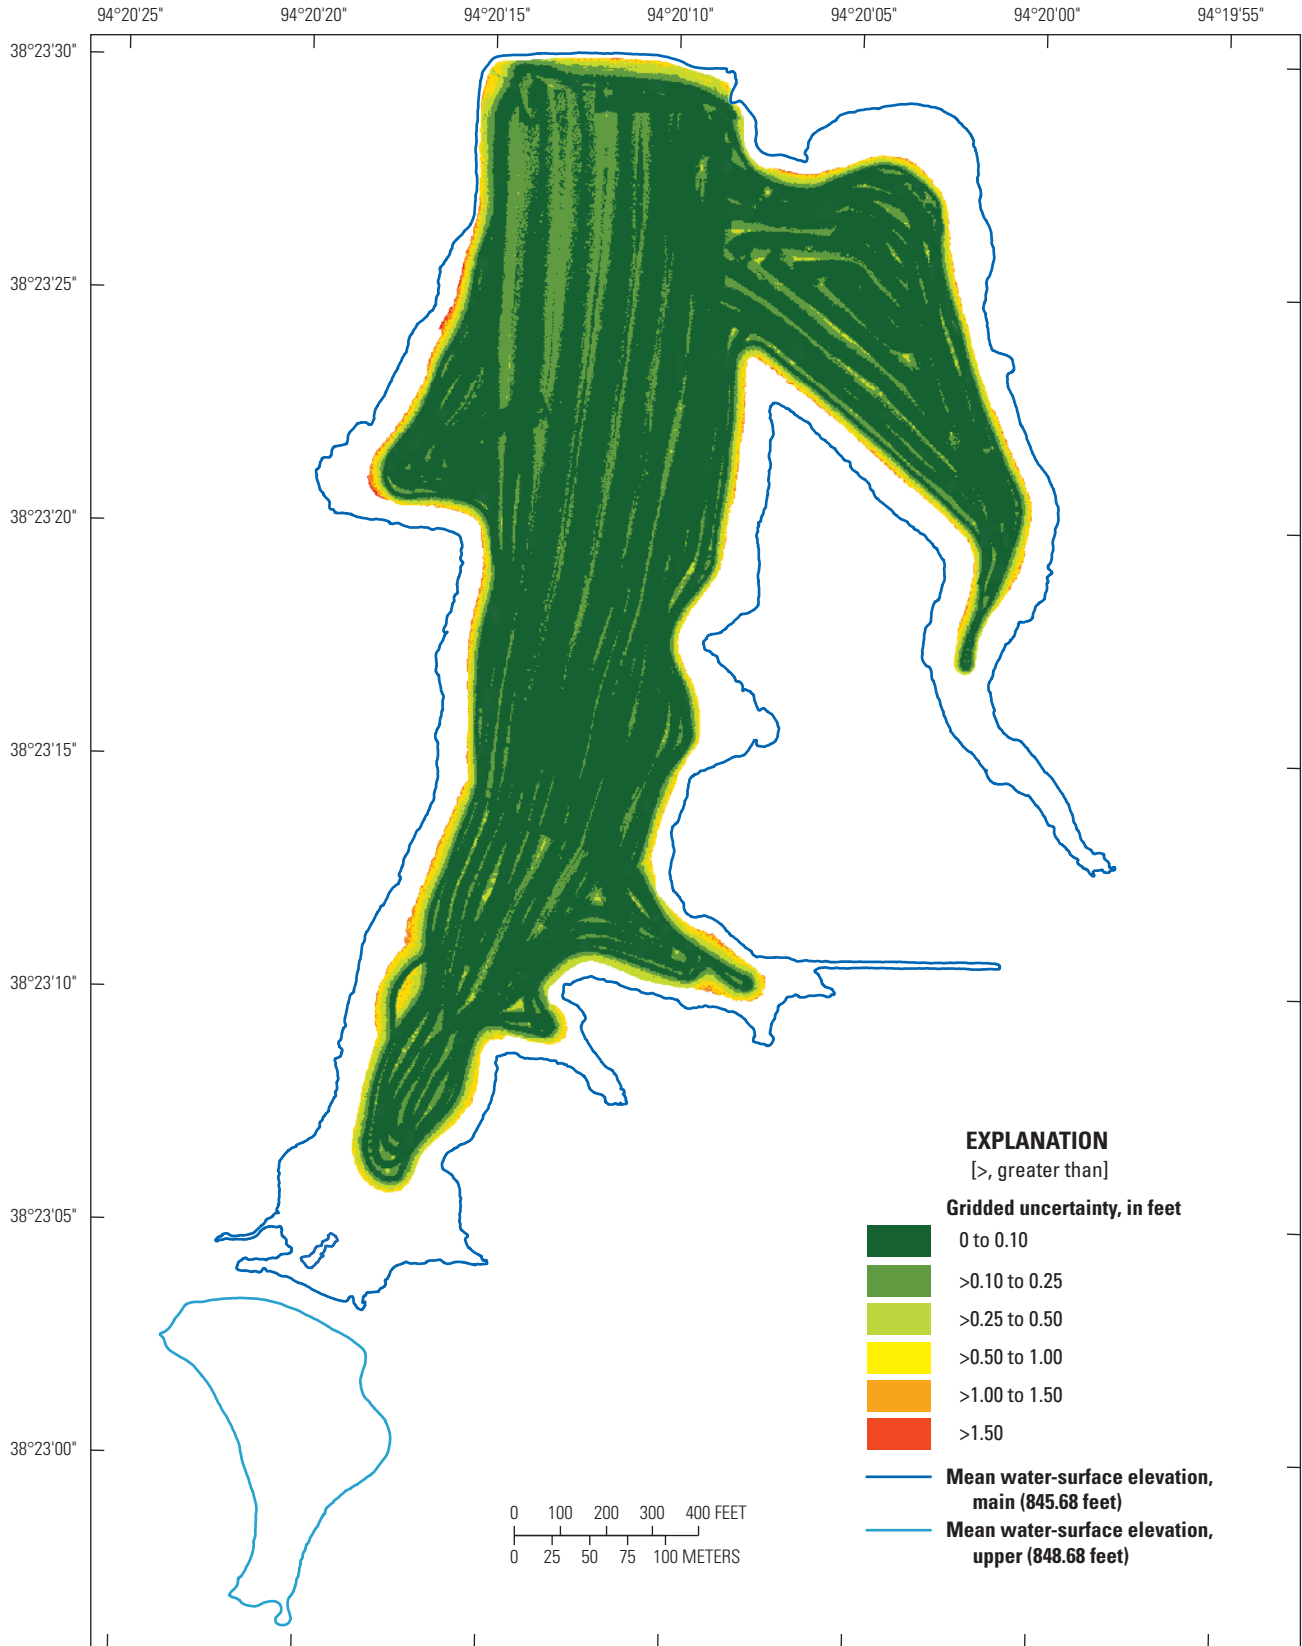 94°20'25" 94°20'20" 94°20'15" 94°20'10" 94°20'05" 94°20'00" 94°19'55"
38°23'30"
38°23'25"
38°23'20"
38°23'15"
38°23'10"
38°23'05"
38°23'00"
EXPLANATION
[>, greater than]
Gridded uncertainty, in feet
0 to 0.10
>0.10 to 0.25
>0.25 to 0.50
>0.50 to 1.00
>1.00 to 1.50
>1.50
Mean water-surface elevation,
main (845.68 feet)
Mean water-surface elevation,
upper (848.68 feet)
0 100 200 300 400 FEET
0 25 50 75 100 METERS